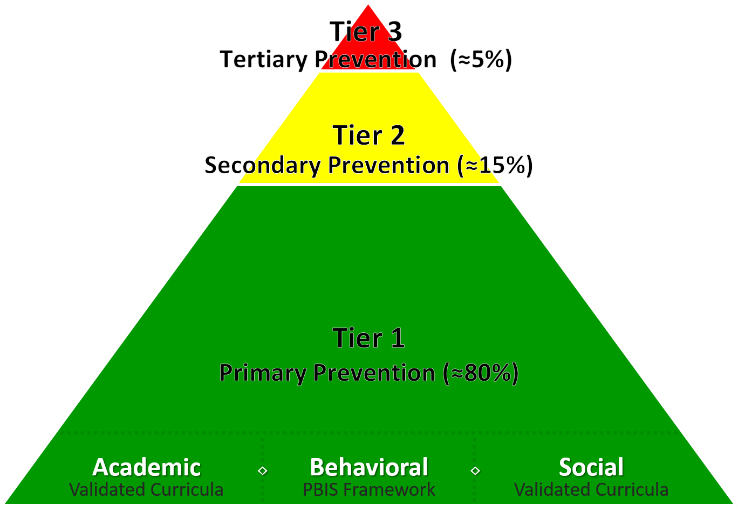 Tier 3
Tertiary Prevention (≈5%)
Tier 2
Secondary Prevention (≈15%)
Tier 1
Primary Prevention (≈80%)
Academic ◇ Behavioral ◇ Social
Validated Curricula PBIS Framework Validated Curricula